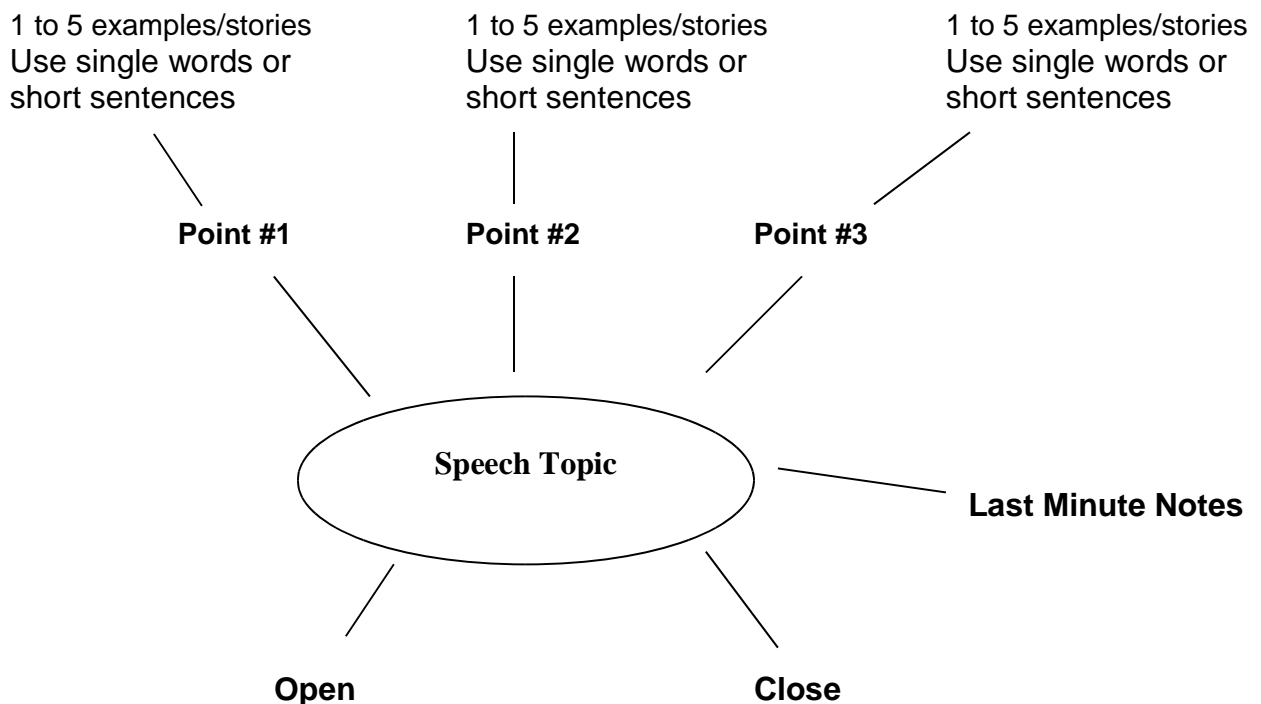 1 to 5 examples/stories
Use single words or
short sentences
1 to 5 examples/stories
Use single words or
short sentences
1 to 5 examples/stories
Use single words or
short sentences
Point #1
Point #2
Point #3
Speech Topic
Last Minute Notes
Open
Close